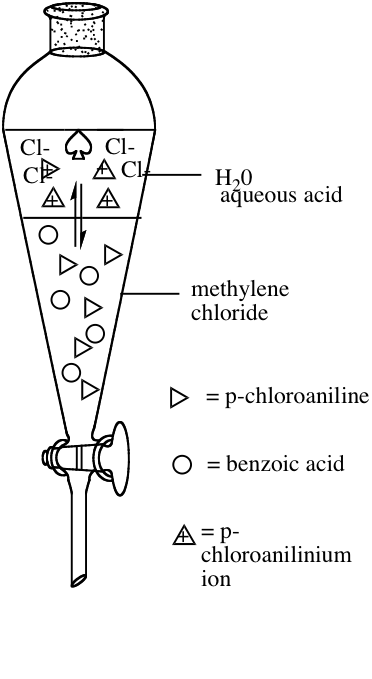 Cl- Cl-
Cl- Cl-
H20
aqueous acid
methylene
chloride
= p-chloroaniline
= benzoic acid
= p-
chloroanilinium
ion